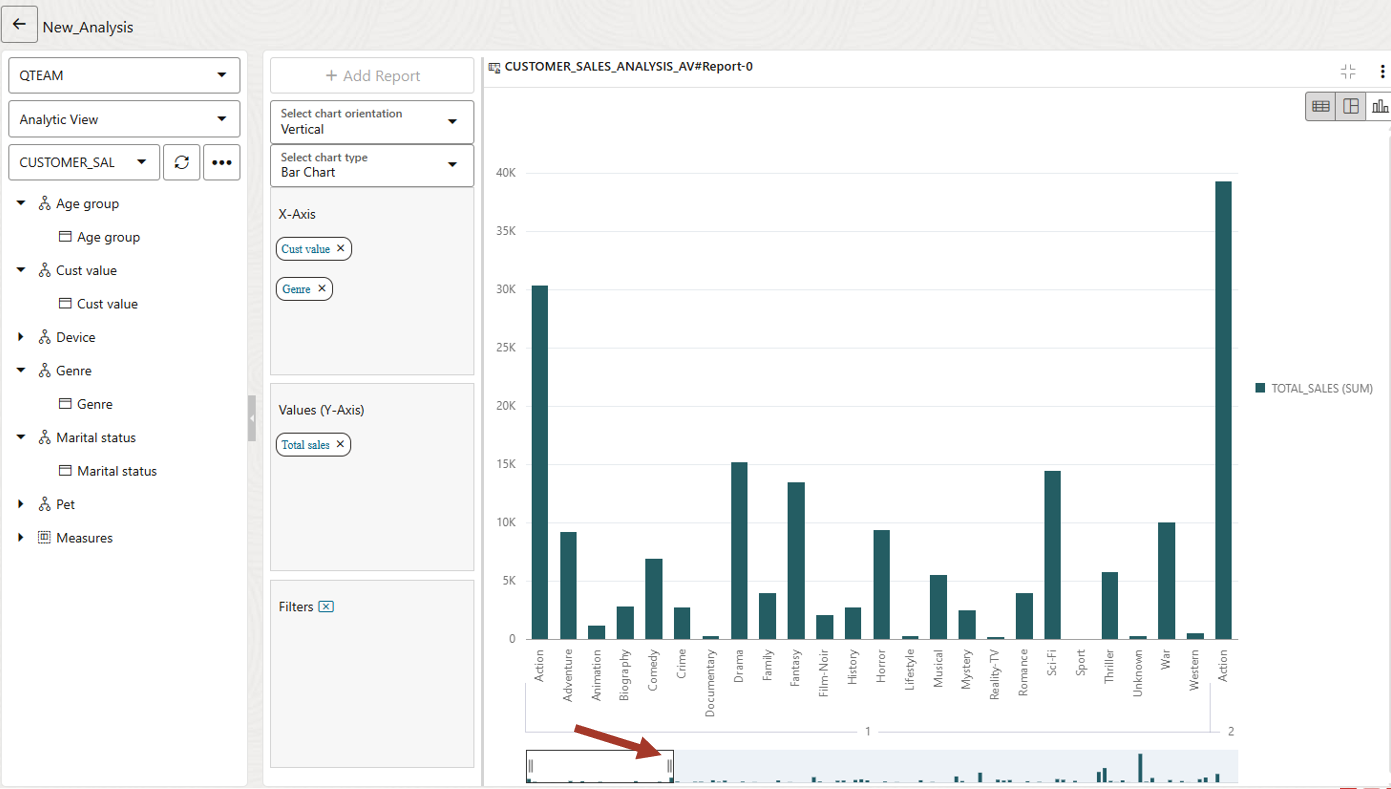 New_Analysis
QTEAM
Analytic View
CUSTOMER_SAL
Age group
Age group
Cust value
Cust value
Device
Genre
Genre
Marital status
Marital status
Pet
Measures
+ Add Report
Select chart orientation
Vertical
Select chart type
Bar Chart
X-Axis
Cust value
Genre
Values (Y-Axis)
Total sales
Filters
CUSTOMER_SALES_ANALYSIS_AV#Report-0
40K
35K
30K
25K
20K
15K
10K
5K
0
Action
Adventure
Animation
Biography
Comedy
Crime
Documentary
Drama
Family
Fantasy
Film-Noir
History
Horror
Lifestyle
Musical
Mystery
Reality-TV
Romance
Sci-Fi
Sport
Thriller
Unknown
War
Western
Action
1
2
TOTAL_SALES (SUM)